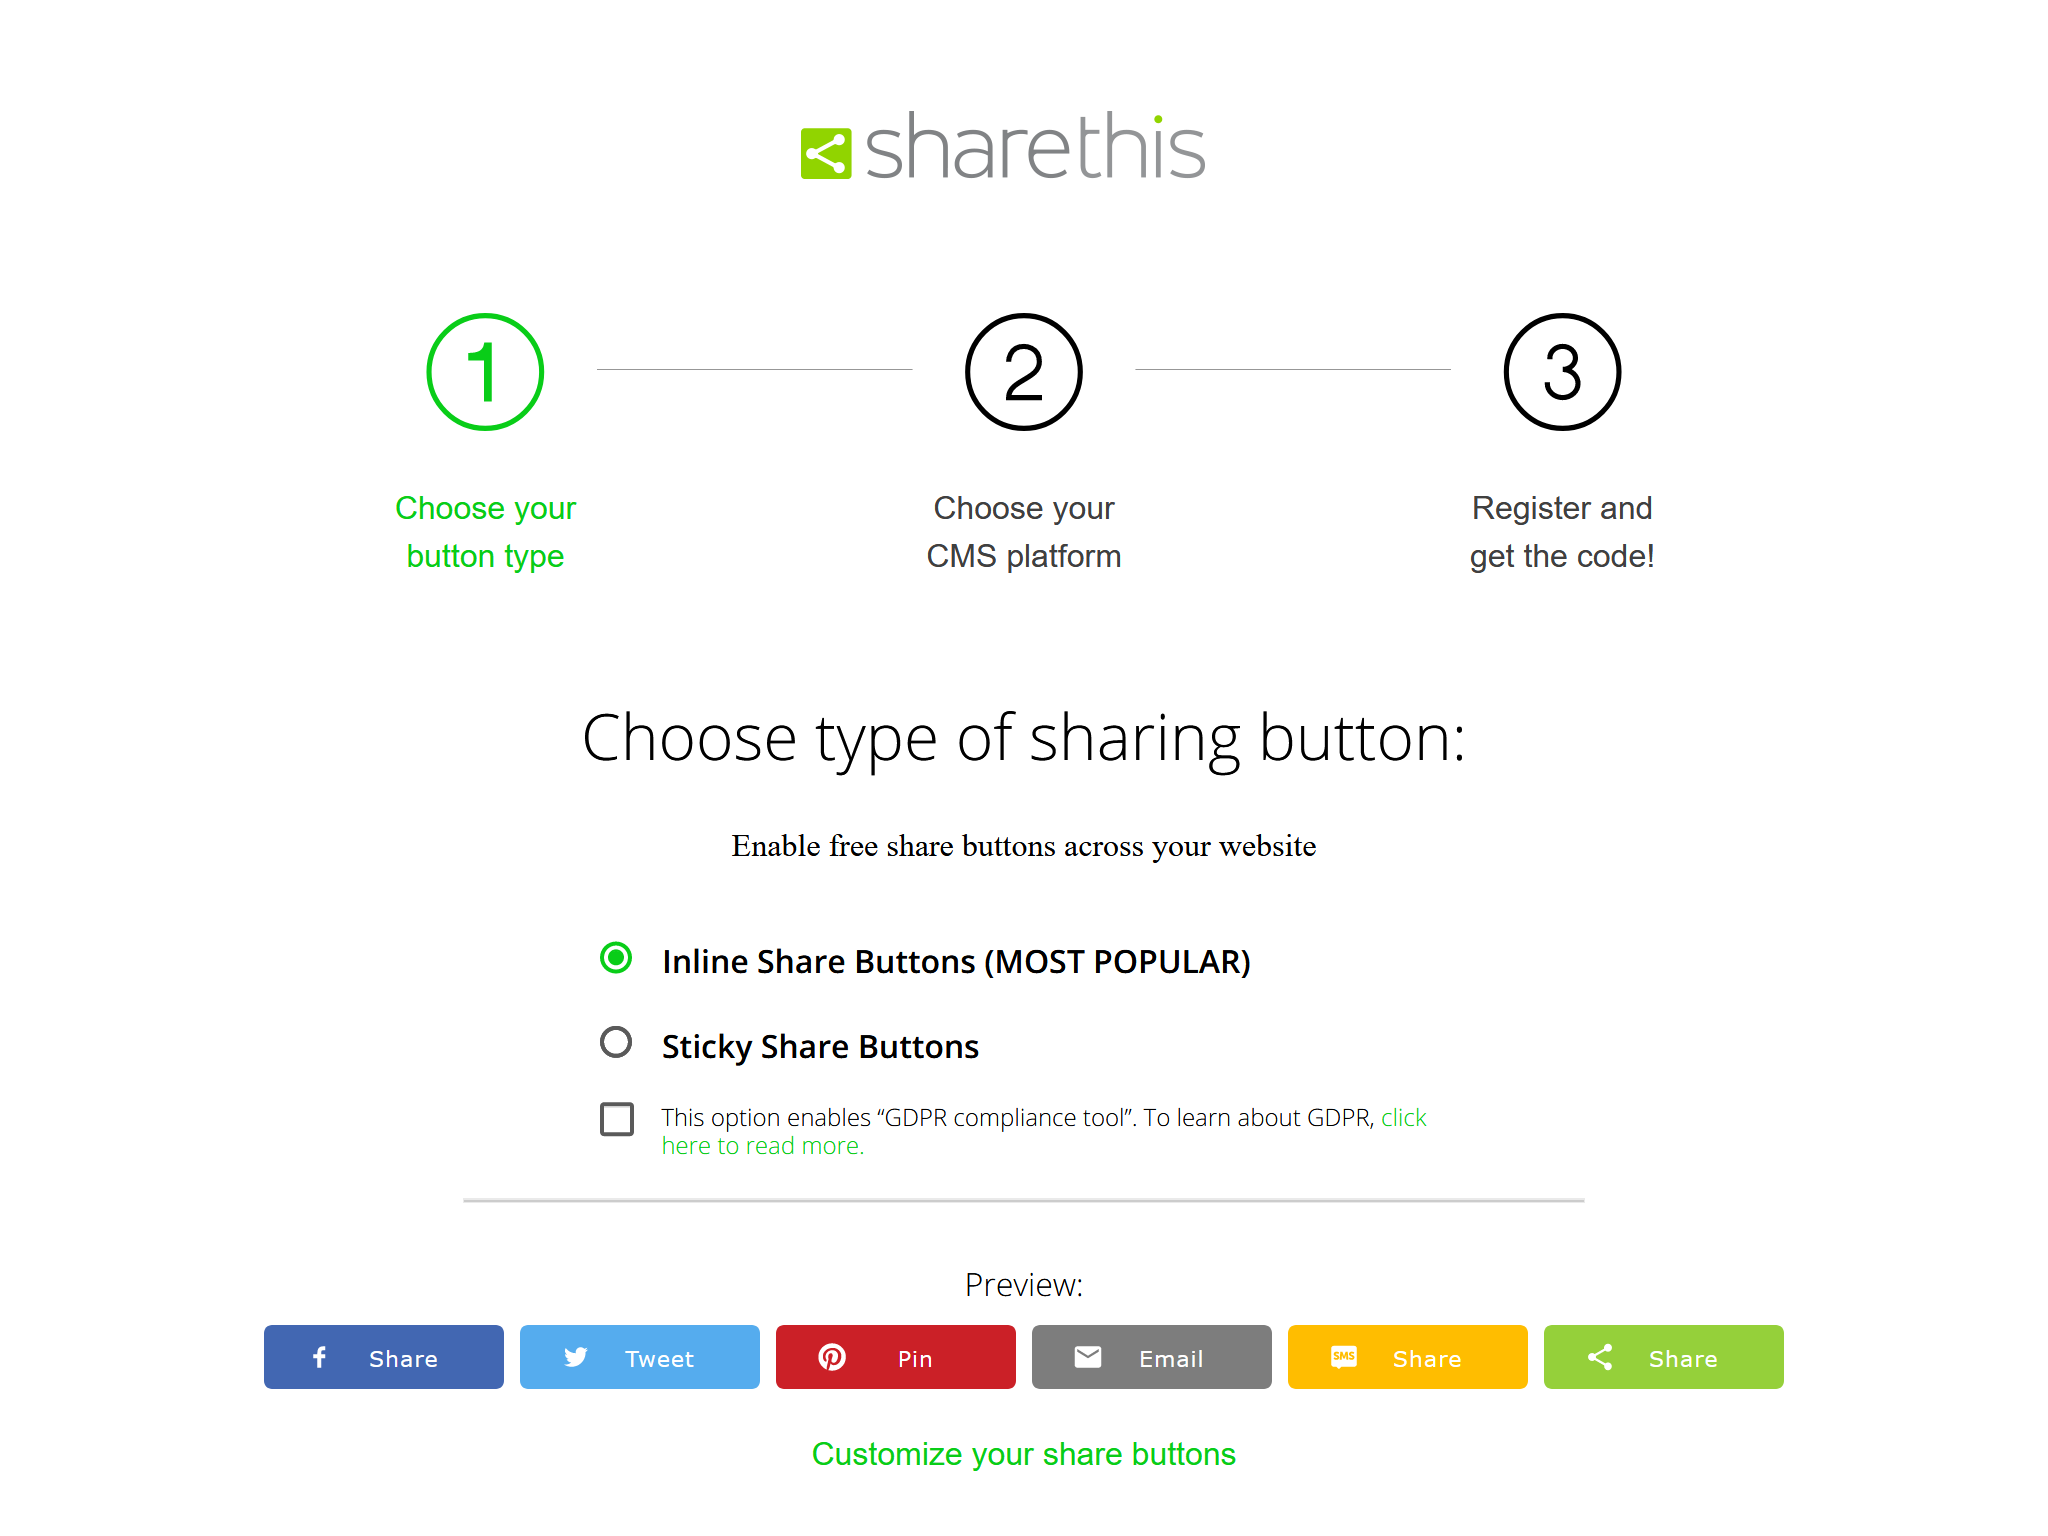 sharethis
1
2
3
Choose your
button type
Choose your
CMS platform
Register and
get the code!
Choose type of sharing button:
Enable free share buttons across your website
Inline Share Buttons (MOST POPULAR)
Sticky Share Buttons
This option enables “GDPR compliance tool”. To learn about GDPR, click
here to read more.
Preview:
Share
Tweet
Pin
Email
SMS Share
Share
Customize your share buttons